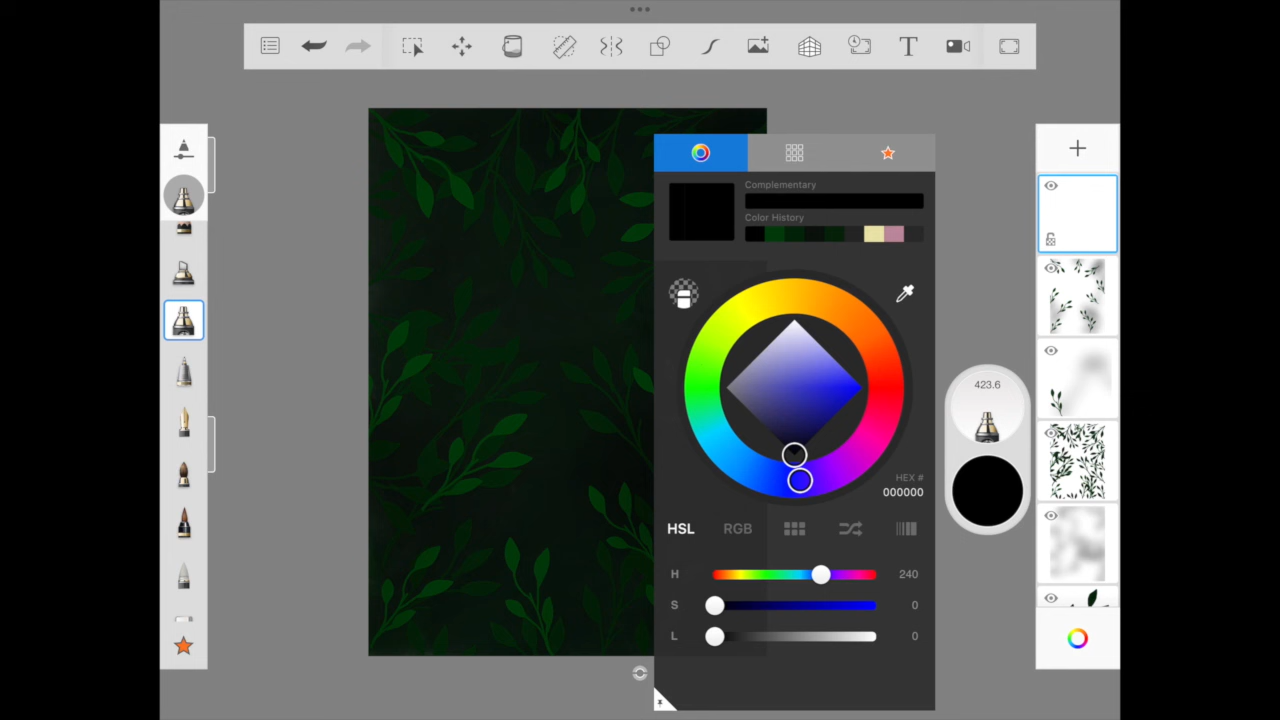 T
Complementary
Color History
423.6
HEX #
000000
HSL RGB
H 240
S 0
L 0